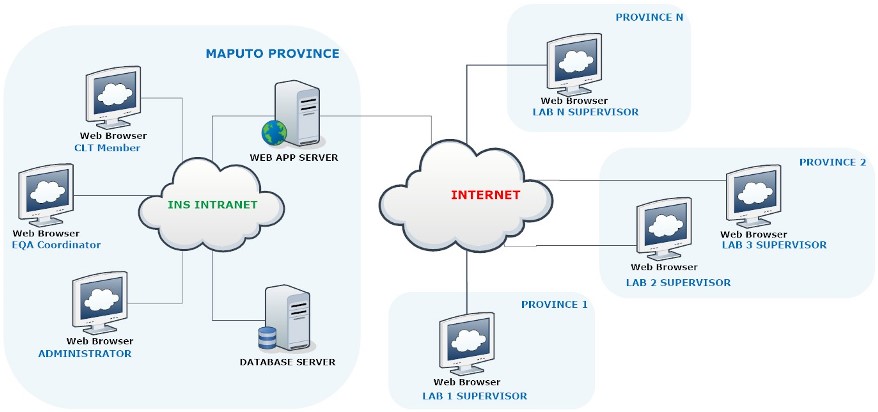 MAPUTO PROVINCE
Web Browser
CLT Member
WEB APP SERVER
INS INTRANET
Web Browser
EQA Coordinator
Web Browser
ADMINISTRATOR
DATABASE SERVER
INTERNET
PROVINCE N
Web Browser
LAB N SUPERVISOR
PROVINCE 2
Web Browser
LAB 3 SUPERVISOR
Web Browser
LAB 2 SUPERVISOR
PROVINCE 1
Web Browser
LAB 1 SUPERVISOR